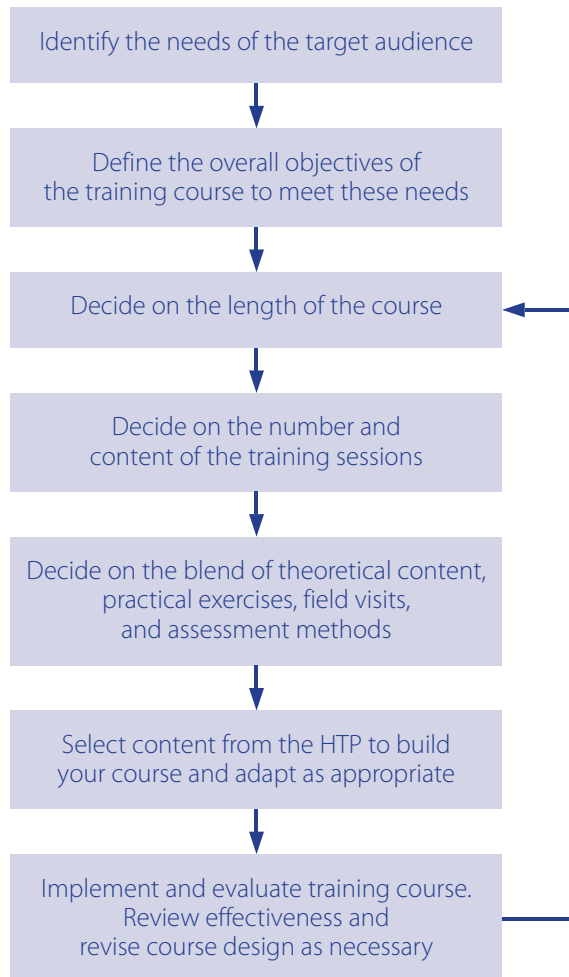 Identify the needs of the target audience
Define the overall objectives of
the training course to meet these needs
Decide on the length of the course
Decide on the number and
content of the training sessions
Decide on the blend of theoretical content,
practical exercises, field visits,
and assessment methods
Select content from the HTP to build
your course and adapt as appropriate
Implement and evaluate training course.
Review effectiveness and
revise course design as necessary